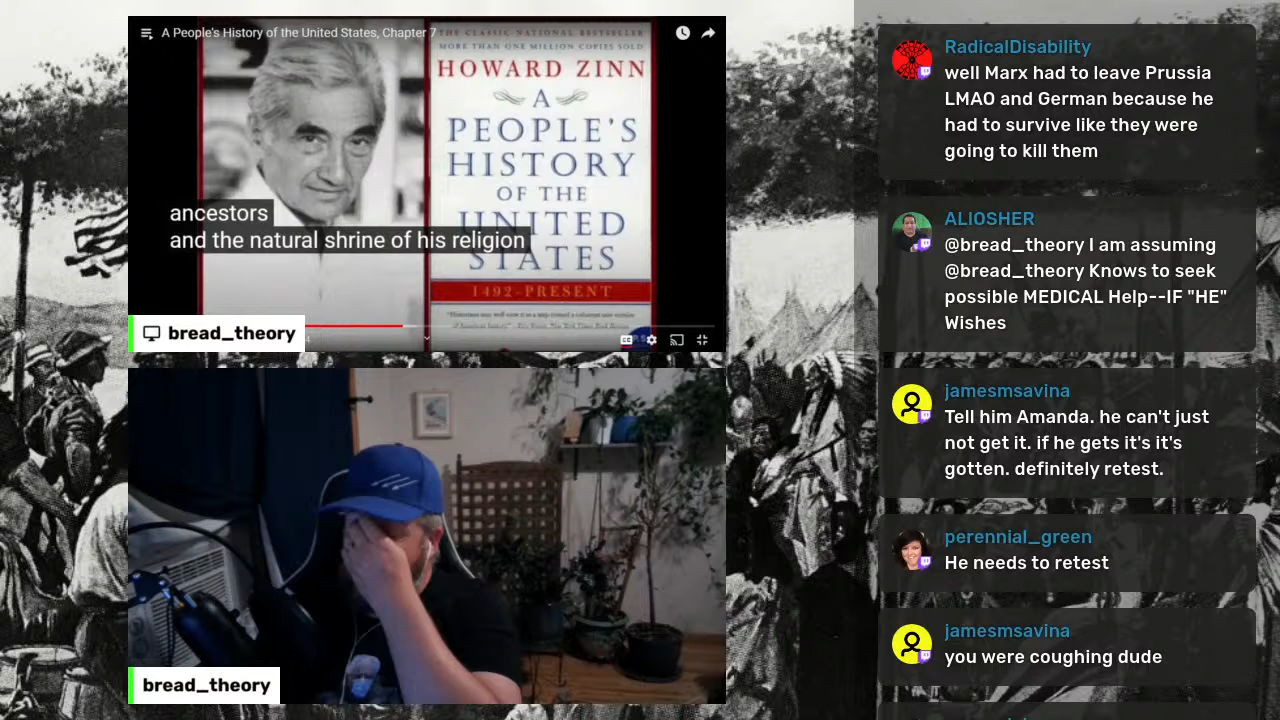 A People's History of the United States, Chapter 7
THE CLASSIC NATIONAL BESTSELLER
MORE THAN ONE MILLION COPIES SOLD
HOWARD ZINN
A
PEOPLE'S
HISTORY
OF THE
UNITED
STATES
1492-PRESENT
ancestors
and the natural shrine of his religion
bread_theory
bread_theory
RadicalDisability
well Marx had to leave Prussia
LMAO and German because he
had to survive like they were
going to kill them
ALIOSHER
@bread_theory I am assuming
@bread_theory Knows to seek
possible MEDICAL Help--IF "HE"
Wishes
jamesmsavina
Tell him Amanda. he can't just
not get it. if he gets it's it's
gotten. definitely retest.
perennial_green
He needs to retest
jamesmsavina
you were coughing dude